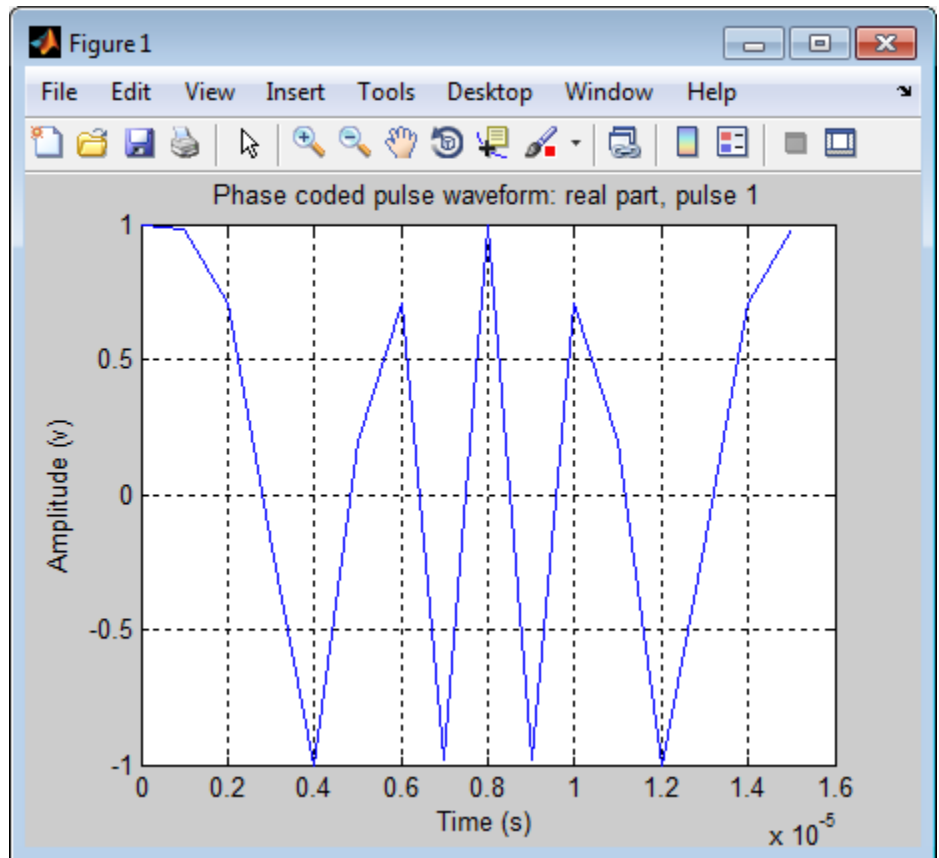 Figure 1
File Edit View Insert Tools Desktop Window Help
Phase coded pulse waveform: real part, pulse 1
1
0.5
0
-0.5
-1
Amplitude (v)
0 0.2 0.4 0.6 0.8 1 1.2 1.4 1.6
Time (s)
x 10^-5